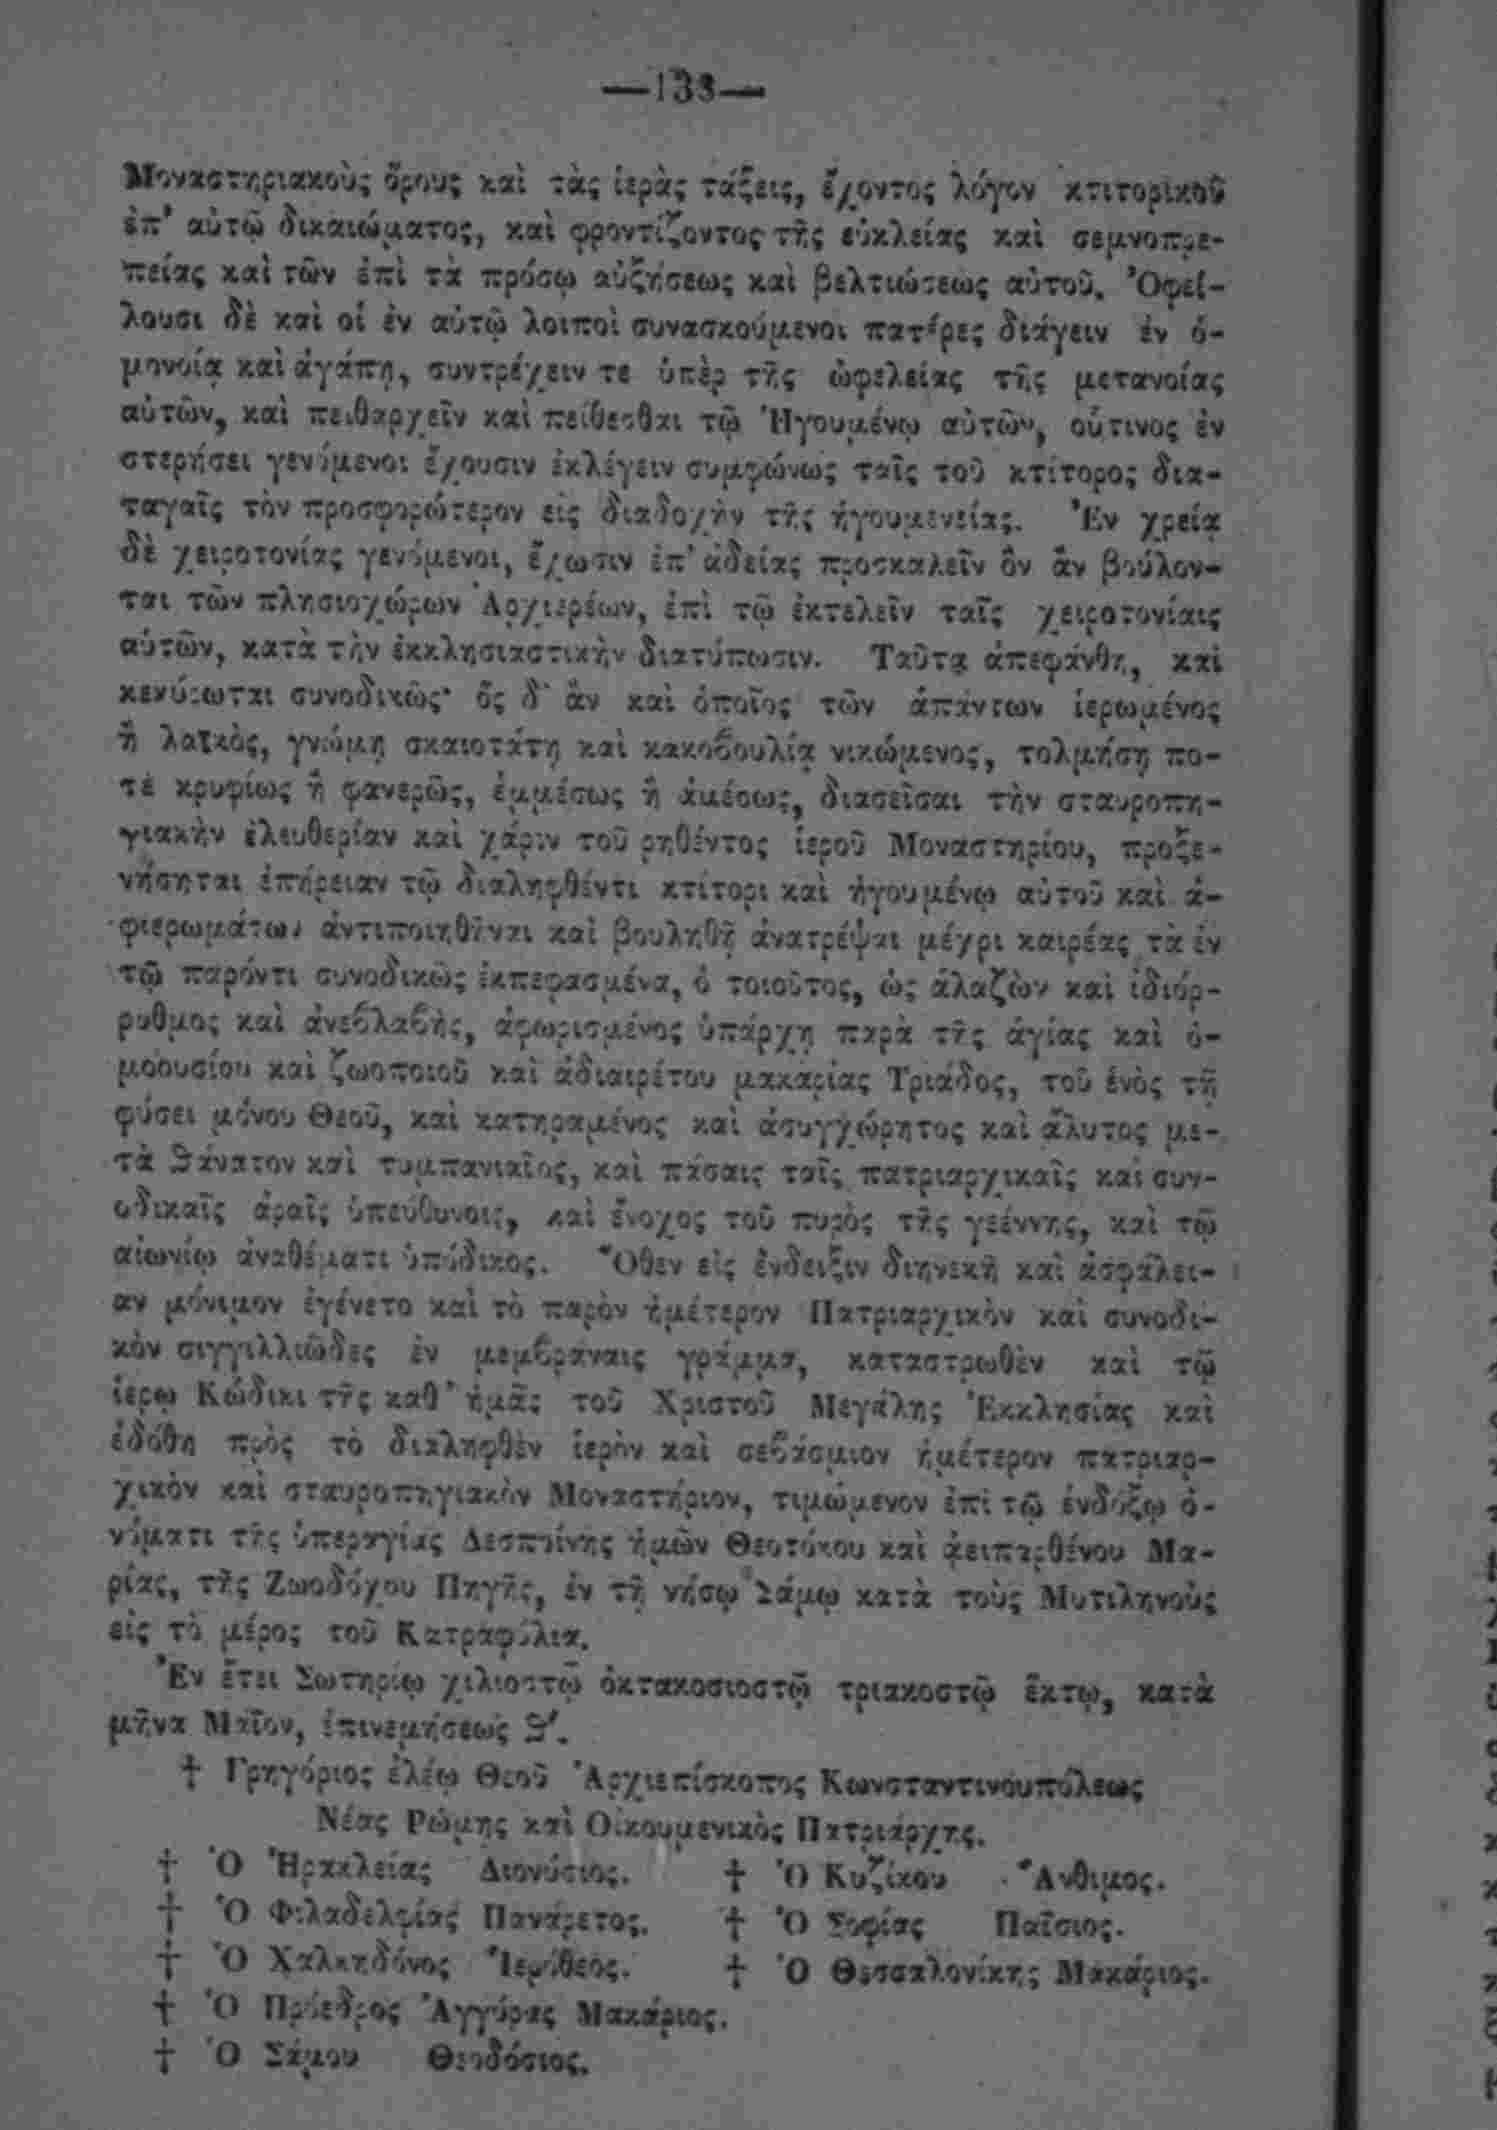 —133—
Μοναστηριακοὺς ὅρους καὶ τὰς ἱερὰς τάξεις, ἔχοντος λόγον κτιτορικοῦ
ἐπ’ αὐτῷ δικαιώματος, καὶ φροντίζοντος τῆς εὐκλείας καὶ σεμνοπρε-
πείας καὶ τῶν ἐπὶ τὰ πρόσω αὐξήσεως καὶ βελτιώσεως αὐτοῦ. Ὀφεί-
λουσι δὲ καὶ οἱ ἐν αὐτῷ λοιποὶ συνασκούμενοι πατέρες διάγειν ἐν ὁ-
μονοίᾳ καὶ ἀγάπῃ, συντρέχειν τε ὑπὲρ τῆς ὠφελείας τῆς μετανοίας
αὐτῶν, καὶ πειθαρχεῖν καὶ πείθεσθαι τῷ Ἡγουμένῳ αὐτῶν, οὗτινος ἐν
στερήσει γενόμενοι ἔχουσιν ἐκλέγειν συμφώνως ταῖς τοῦ κτίτορος δια-
ταγαῖς τὸν προσφορώτερον εἰς διαδοχὴν τῆς ἡγουμενείας. Ἐν χρείᾳ
δὲ χειροτονίας γενόμενοι, ἔχωσιν ἐπ’ ἀδείας προσκαλεῖν ὃν ἂν βούλον-
ται τῶν πλησιοχώρων Ἀρχιερέων, ἐπὶ τῷ ἐκτελεῖν ταῖς χειροτονίαις
αὐτῶν, κατὰ τὴν ἐκκλησιαστικὴν διατύπωσιν. Ταῦτα ἀπεφάνθη, καὶ
κεκύρωται συνοδικῶς· ὃς δ’ ἂν καὶ ὁποῖος τῶν ἁπάντων ἱερωμένος
ἢ λαϊκὸς, γνώμῃ σκαιοτάτῃ καὶ κακοβουλίᾳ νικώμενος, τολμήσῃ πο-
τὲ κρυφίως ἢ φανερῶς, ἐμμέσως ἢ ἀμέσως, διασεῖσαι τὴν σταυροπη-
γιακὴν ἐλευθερίαν καὶ χάριν τοῦ ρηθέντος ἱεροῦ Μοναστηρίου, προξε-
νήσηται ἐπήρειαν τῷ διαληφθέντι κτίτορι καὶ ἡγουμένῳ αὐτοῦ καὶ ἀ-
φιερωμάτων ἀντιποιηθῆναι καὶ βουληθῇ ἀνατρέψαι μέχρι καιρέας τὰ ἐν
τῷ παρόντι συνοδικῶς ἐκπεφασμένα, ὁ τοιοῦτος, ὡς ἀλαζὼν καὶ ἰδιόρ-
ρυθμος καὶ ἀνεβλαβὴς, ἀφωρισμένος ὑπάρχῃ παρὰ τῆς ἁγίας καὶ ὁ-
μοουσίου καὶ ζωοποιοῦ καὶ ἀδιαιρέτου μακαρίας Τριάδος, τοῦ ἑνὸς τῇ
φύσει μόνου Θεοῦ, καὶ κατηραμένος καὶ ἀσυγχώρητος καὶ ἄλυτος με-
τὰ θάνατον καὶ τυμπανιαῖος, καὶ πάσαις ταῖς πατριαρχικαῖς καὶ συν-
οδικαῖς ἀραῖς ὑπεύθυνοις, καὶ ἔνοχος τοῦ πυρὸς τῆς γεέννης, καὶ τῷ
αἰωνίῳ ἀναθέματι ὑπόδικος. Ὅθεν εἰς ἔνδειξιν διηνεκῆ καὶ ἀσφάλει-
αν μόνιμον ἐγένετο καὶ τὸ παρὸν ἡμέτερον Πατριαρχικὸν καὶ συνοδι-
κὸν σιγγιλλιῶδες ἐν μεμβράναις γράμμα, καταστρωθὲν καὶ τῷ
ἱερῳ Κώδικι τῆς καθ’ ἡμᾶς τοῦ Χριστοῦ Μεγάλης Ἐκκλησίας καὶ
ἐδόθη πρὸς τὸ διαληφθὲν ἱερὸν καὶ σεβάσμιον ἡμέτερον πατριαρ-
χικὸν καὶ σταυροπηγιακὸν Μοναστήριον, τιμώμενον ἐπὶ τῷ ἐνδόξῳ ὀ-
νόματι τῆς ὑπεραγίας Δεσποίνης ἡμῶν Θεοτόκου καὶ ἀειπαρθένου Μα-
ρίας, τῆς Ζωοδόχου Πηγῆς, ἐν τῇ νήσῳ Σάμῳ κατὰ τοὺς Μυτιληνοὺς
εἰς τὸ μέρος τοῦ Κατραφύλια.
Ἐν ἔτει Σωτηρίῳ χιλιοστῷ ὀκτακοσιοστῷ τριακοστῷ ἕκτῳ, κατὰ
μῆνα Μαΐον, ἐπινεμήσεως θ′.
† Γρηγόριος ἐλέῳ Θεοῦ Ἀρχιεπίσκοπος Κωνσταντινουπόλεως
Νέας Ρώμης καὶ Οἰκουμενικὸς Πατριάρχης.
† Ὁ Ἡρακλείας Διονύσιος. † Ὁ Κυζίκου Ἄνθιμος.
† Ὁ Φιλαδελφίας Πανάρετος. † Ὁ Σοφίας Παΐσιος.
† Ὁ Χαλκηδόνος Ἱερόθεος. † Ὁ Θεσσαλονίκης Μακάριος.
† Ὁ Πρόεδρος Ἀγγύρας Μακάριος.
† Ὁ Σάμου Θεοδόσιος.